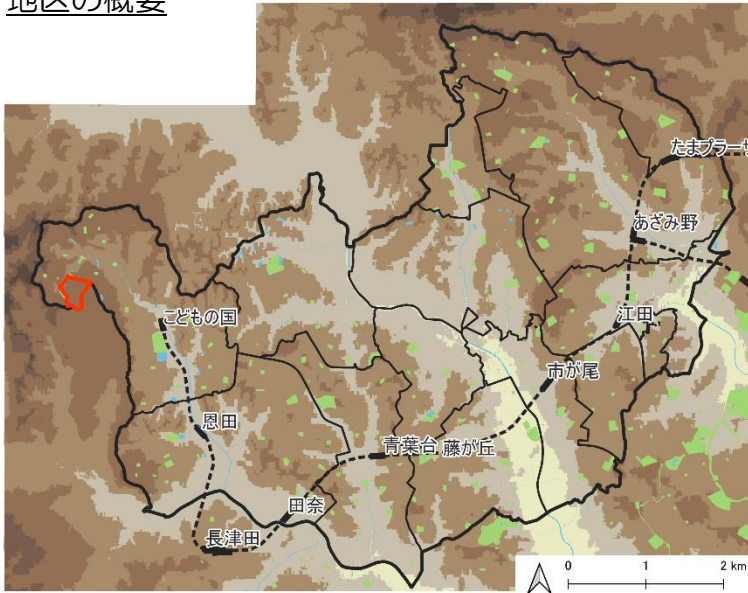 地区の概要
たまプラーザ
あざみ野
江田
こどもの国
市が尾
恩田
青葉台
藤が丘
田奈
長津田
0 1 2 km